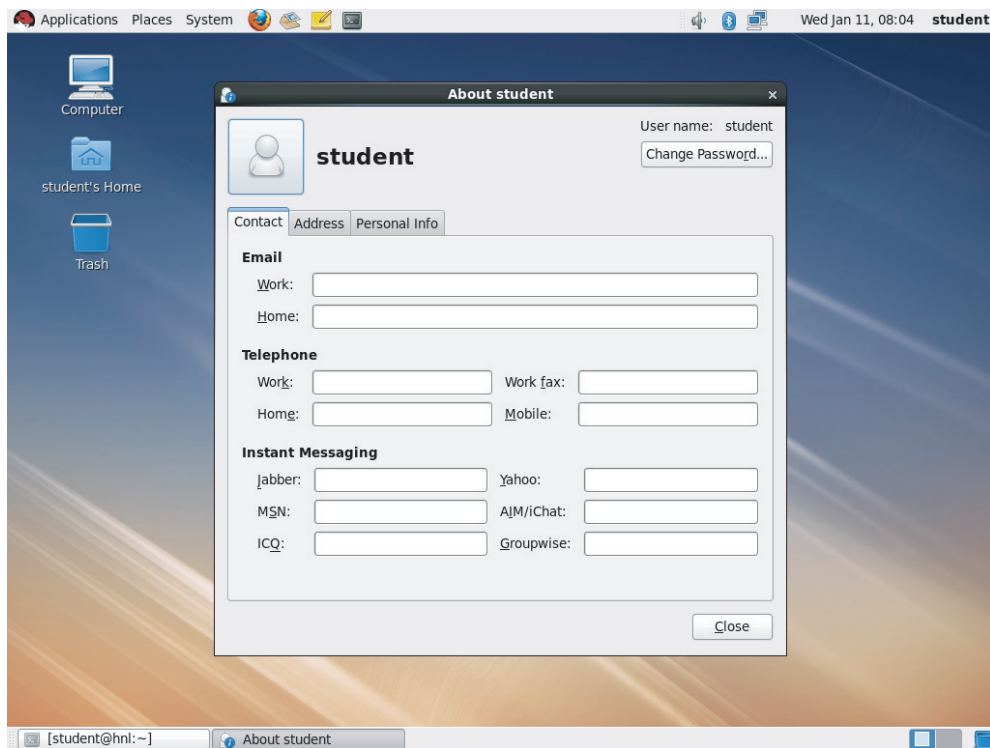 Applications Places System Wed Jan 11, 08:04 student
Computer
student's Home
Trash
About student
User name: student
student
Change Password...
Contact Address Personal Info
Email
Work:
Home:
Telephone
Work: Work fax:
Home: Mobile:
Instant Messaging
Jabber: Yahoo:
MSN: AIM/iChat:
ICQ: Groupwise:
Close
[student@hnl:~] About student